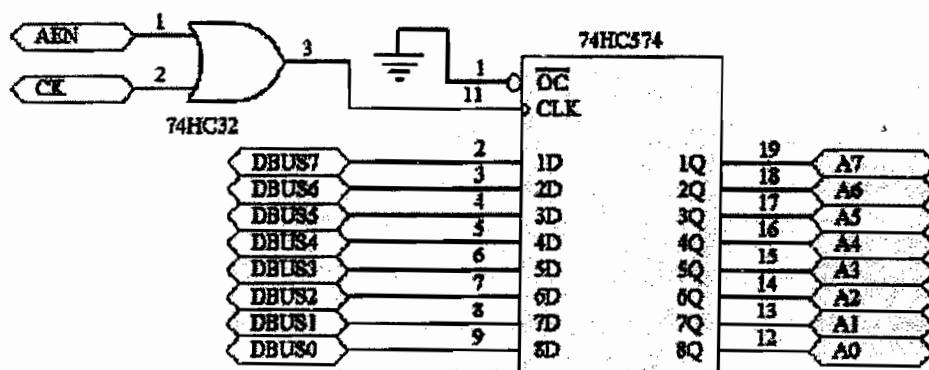 AEN 1
3
CK 2
74HC32
74HC574
1 OC
11 CLK
DBUS7 2 1D 1Q 19 A7
DBUS6 3 2D 2Q 18 A6
DBUS5 4 3D 3Q 17 A5
DBUS4 5 4D 4Q 16 A4
DBUS3 6 5D 5Q 15 A3
DBUS2 7 6D 6Q 14 A2
DBUS1 8 7D 7Q 13 A1
DBUS0 9 8D 8Q 12 A0